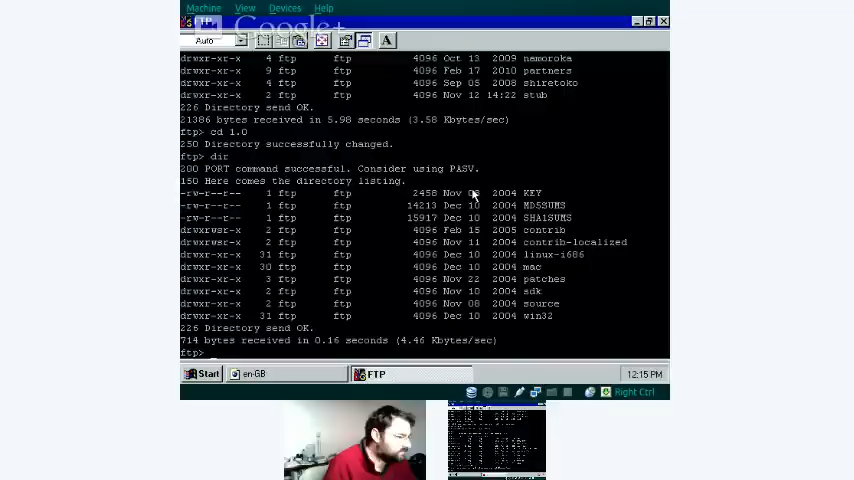 Machine View Devices Help
FTP
Google+
Auto
A
drwxr-xr-x 4 ftp ftp 4096 Oct 13 2009 namoroka
drwxr-xr-x 9 ftp ftp 4096 Feb 17 2010 partners
drwxr-xr-x 4 ftp ftp 4096 Sep 05 2008 shiretoko
drwxr-xr-x 2 ftp ftp 4096 Nov 12 14:22 stub
226 Directory send OK.
21386 bytes received in 5.98 seconds (3.58 Kbytes/sec)
ftp> cd 1.0
250 Directory successfully changed.
ftp> dir
200 PORT command successful. Consider using PASV.
150 Here comes the directory listing.
-rw-r--r-- 1 ftp ftp 2458 Nov 2004 KEY
-rw-r--r-- 1 ftp ftp 14213 Dec 10 2004 MD5SUMS
-rw-r--r-- 1 ftp ftp 15917 Dec 10 2004 SHA1SUMS
drwxrwsr-x 2 ftp ftp 4096 Feb 15 2005 contrib
drwxrwxr-x 2 ftp ftp 4096 Nov 11 2004 contrib-localized
drwxr-xr-x 31 ftp ftp 4096 Dec 10 2004 linux-i686
drwxr-xr-x 30 ftp ftp 4096 Dec 10 2004 mac
drwxr-xr-x 3 ftp ftp 4096 Nov 22 2004 patches
drwxr-xr-x 2 ftp ftp 4096 Nov 10 2004 sdk
drwxr-xr-x 2 ftp ftp 4096 Nov 08 2004 source
drwxr-xr-x 31 ftp ftp 4096 Dec 10 2004 win32
226 Directory send OK.
714 bytes received in 0.16 seconds (4.46 Kbytes/sec)
ftp>
Start en-GB FTP 12:15 PM
Right Ctrl